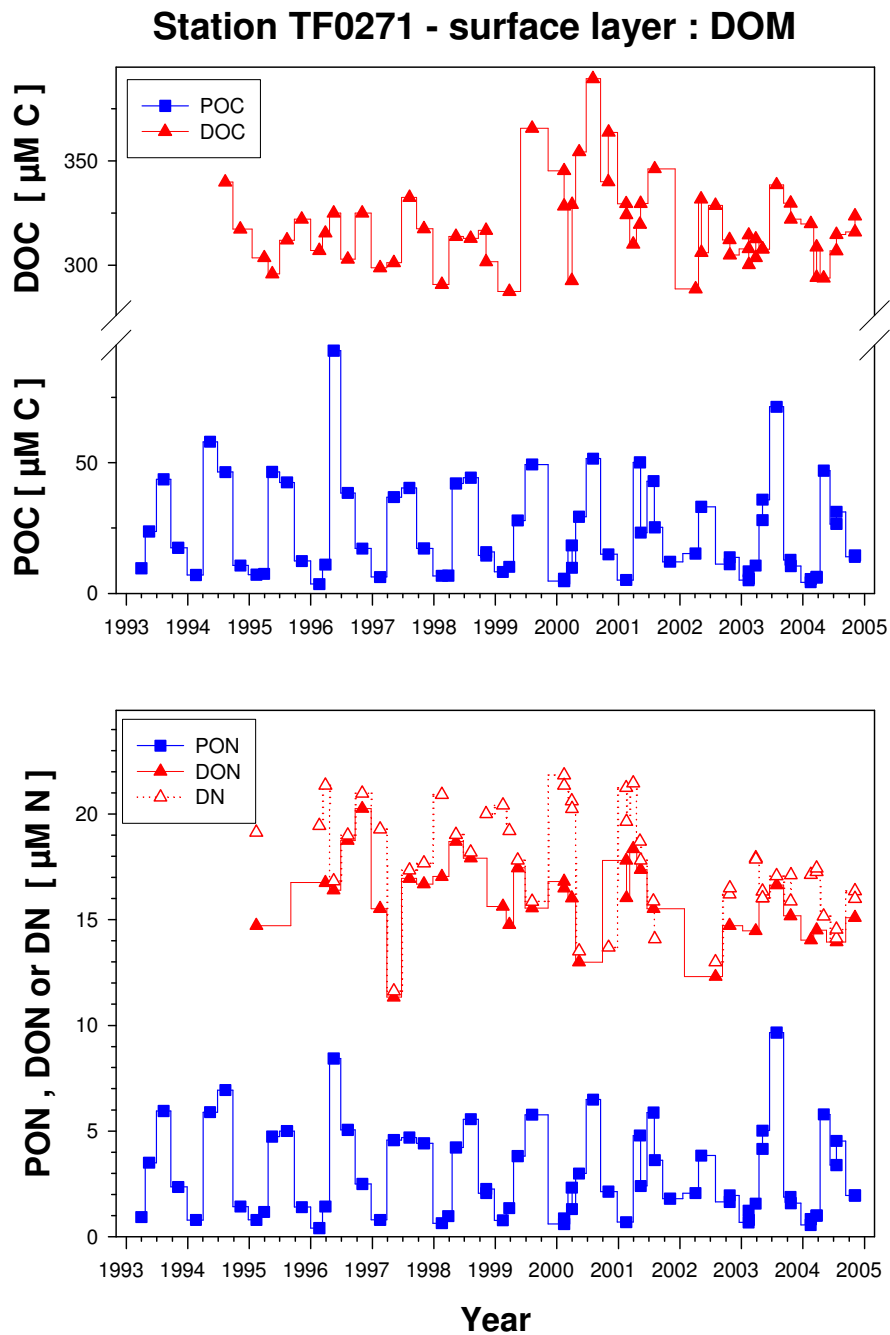 Station TF0271 - surface layer : DOM
POC
DOC
DOC [ µM C ]
350
300
POC [ µM C ]
50
0
1993 1994 1995 1996 1997 1998 1999 2000 2001 2002 2003 2004 2005
PON
DON
DN
PON , DON or DN [ µM N ]
20
15
10
5
0
1993 1994 1995 1996 1997 1998 1999 2000 2001 2002 2003 2004 2005
Year